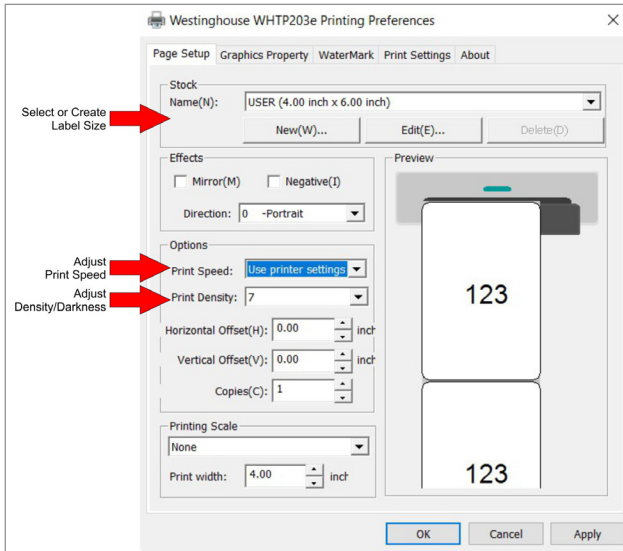 Westinghouse WHTP203e Printing Preferences
Page Setup Graphics Property WaterMark Print Settings About
Stock
Select or Create
Label Size
Name(N): USER (4.00 inch x 6.00 inch)
New(W)... Edit(E)... Delete(D)
Effects
Mirror(M) Negative(I)
Direction: 0 -Portrait
Preview
123
123
Options
Adjust
Print Speed
Print Speed: Use printer settings
Adjust
Density/Darkness
Print Density: 7
Horizontal Offset(H): 0.00 inch
Vertical Offset(V): 0.00 inch
Copies(C): 1
Printing Scale
None
Print width: 4.00 inch
OK Cancel Apply